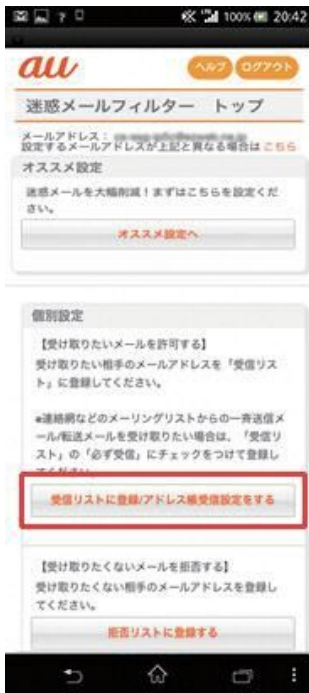 100% 20:42
au
ヘルプ ログアウト
迷惑メールフィルター トップ
メールアドレス：
設定するメールアドレスが上記と異なる場合は こちら
オススメ設定
迷惑メールを大幅削減！まずはこちらを設定くだ
さい。
オススメ設定へ
個別設定
【受け取りたいメールを許可する】
受け取りたい相手のメールアドレスを「受信リス
ト」に登録してください。
※連絡網などのメーリングリストからの一斉送信メ
ール/転送メールを受け取りたい場合は、「受信リ
スト」の「必ず受信」にチェックをつけて登録し
てください。
受信リストに登録/アドレス帳受信設定をする
【受け取りたくないメールを拒否する】
受け取りたくない相手のメールアドレスを登録し
てください。
拒否リストに登録する